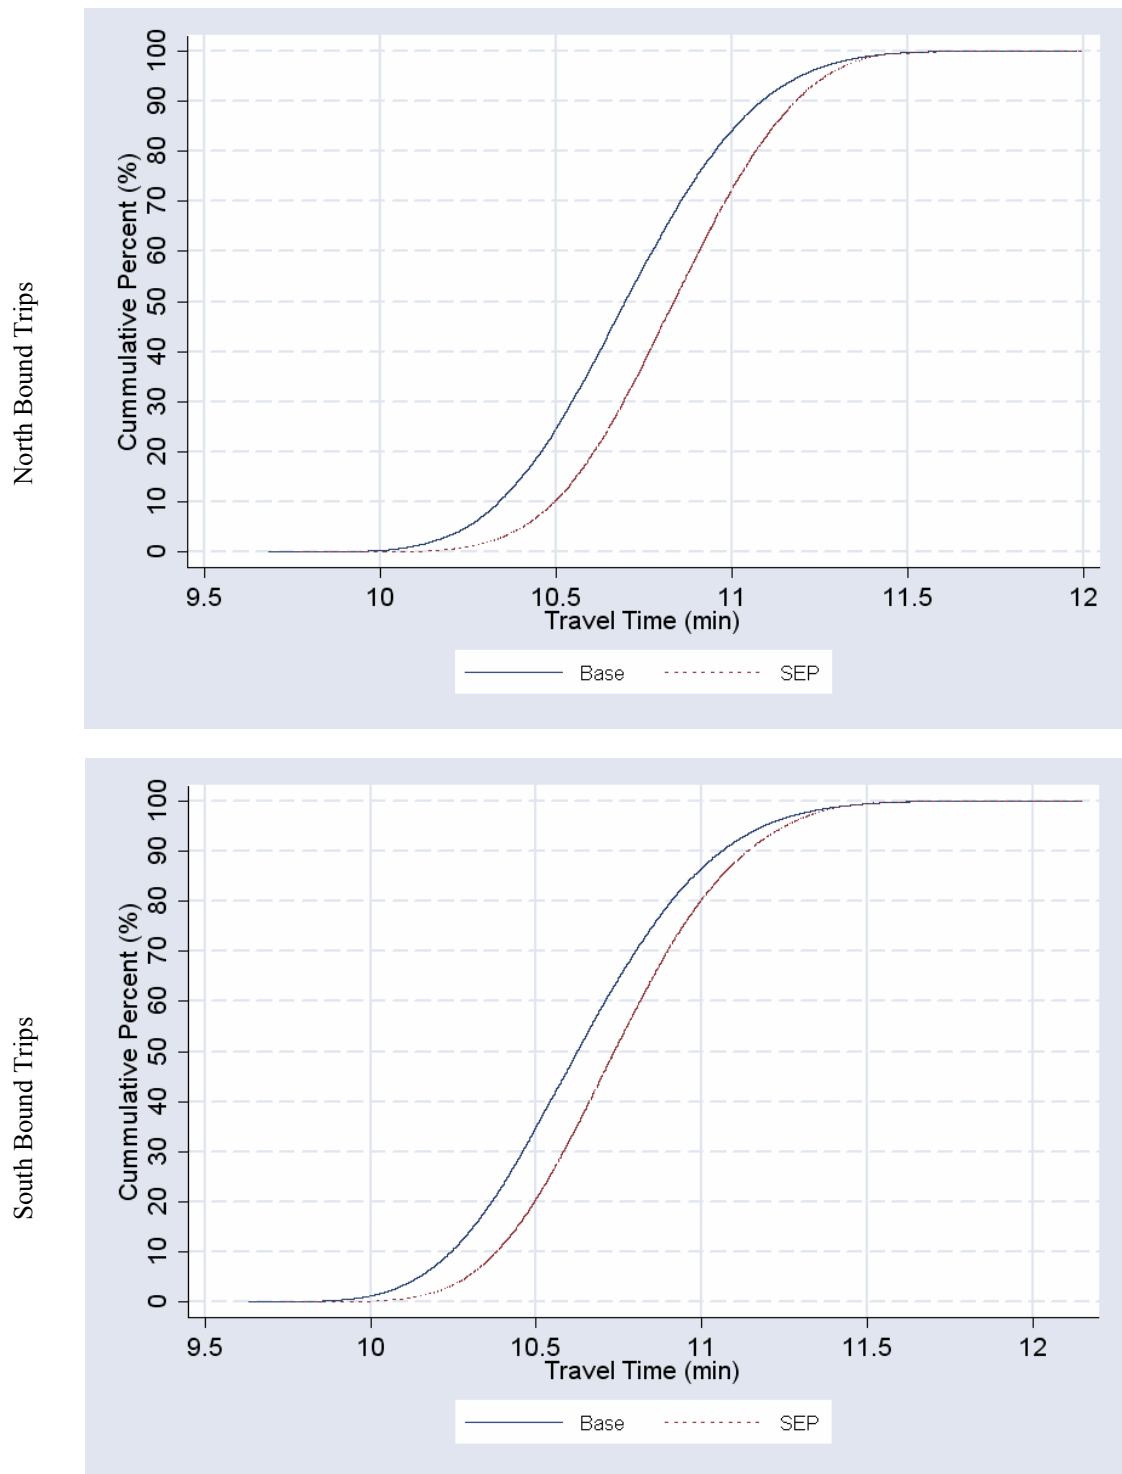 North Bound Trips
Cummulative Percent (%)
100
90
80
70
60
50
40
30
20
10
0
9.5 10 10.5 11 11.5 12
Travel Time (min)
Base SEP
South Bound Trips
Cummulative Percent (%)
100
90
80
70
60
50
40
30
20
10
0
9.5 10 10.5 11 11.5 12
Travel Time (min)
Base SEP